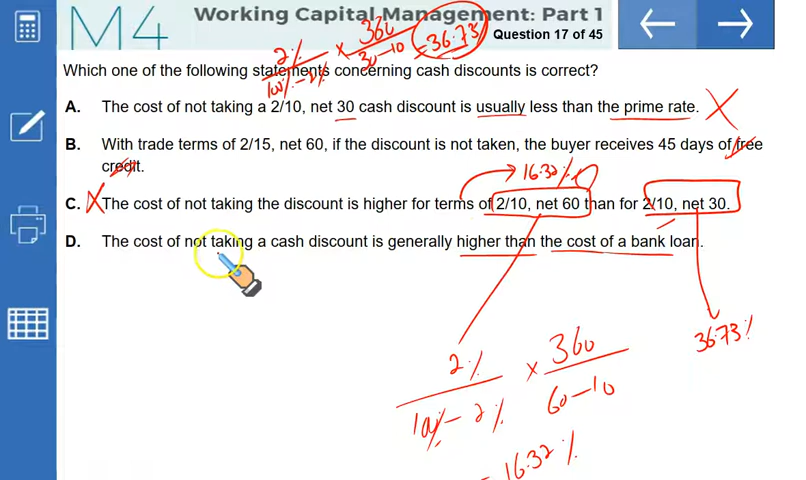 M4
Working Capital Management: Part 1
Question 17 of 45
2% / 100% - 2% × 360 / 30-10 = 36.73%
Which one of the following statements concerning cash discounts is correct?
A. The cost of not taking a 2/10, net 30 cash discount is usually less than the prime rate. X
B. With trade terms of 2/15, net 60, if the discount is not taken, the buyer receives 45 days of free
credit.
16.32%
C. X The cost of not taking the discount is higher for terms of 2/10, net 60 than for 2/10, net 30.
D. The cost of not taking a cash discount is generally higher than the cost of a bank loan.
36.73%
2% / 100% - 2% × 360 / 60-10
= 16.32%